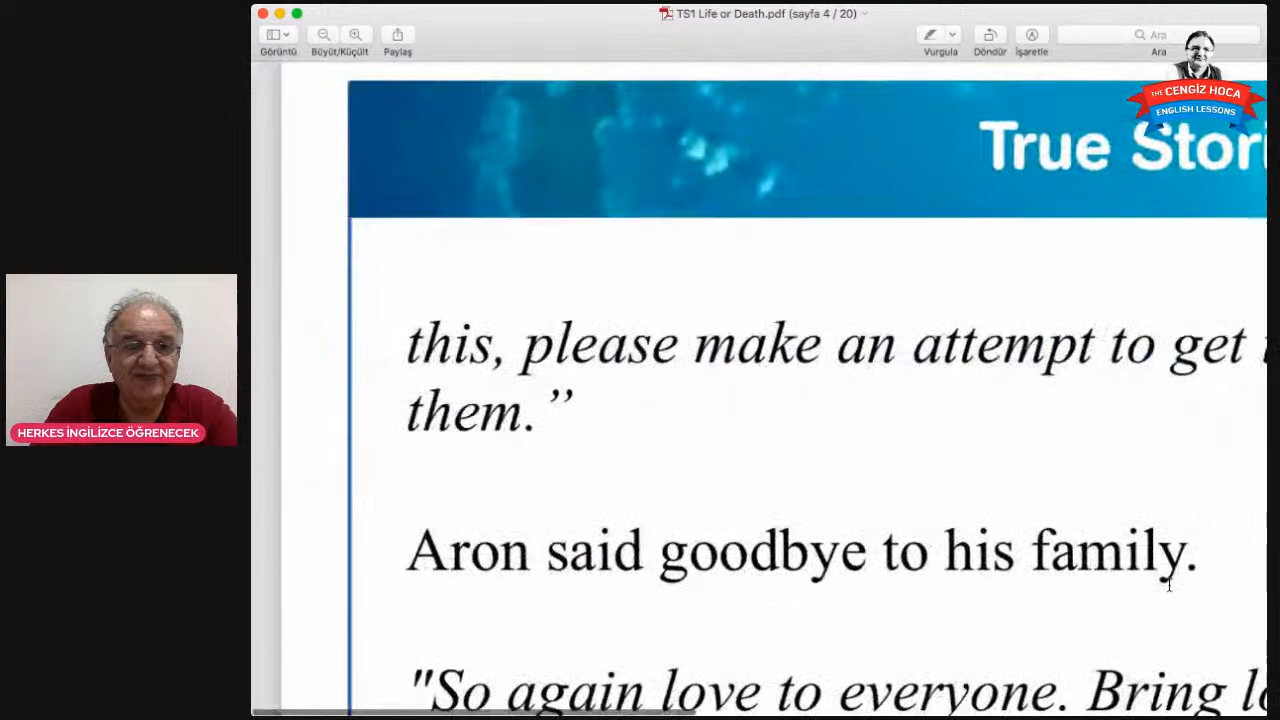 TS1 Life or Death.pdf (sayfa 4 / 20)
Görüntü
Büyüt/Küçült
Paylaş
Vurgula
Döndür
İşaretle
Ara
Ara
THE CENGİZ HOCA
ENGLISH LESSONS
True Stori
this, please make an attempt to get
them.”
Aron said goodbye to his family.
"So again love to everyone. Bring lo
HERKES İNGİLİZCE ÖĞRENECEK